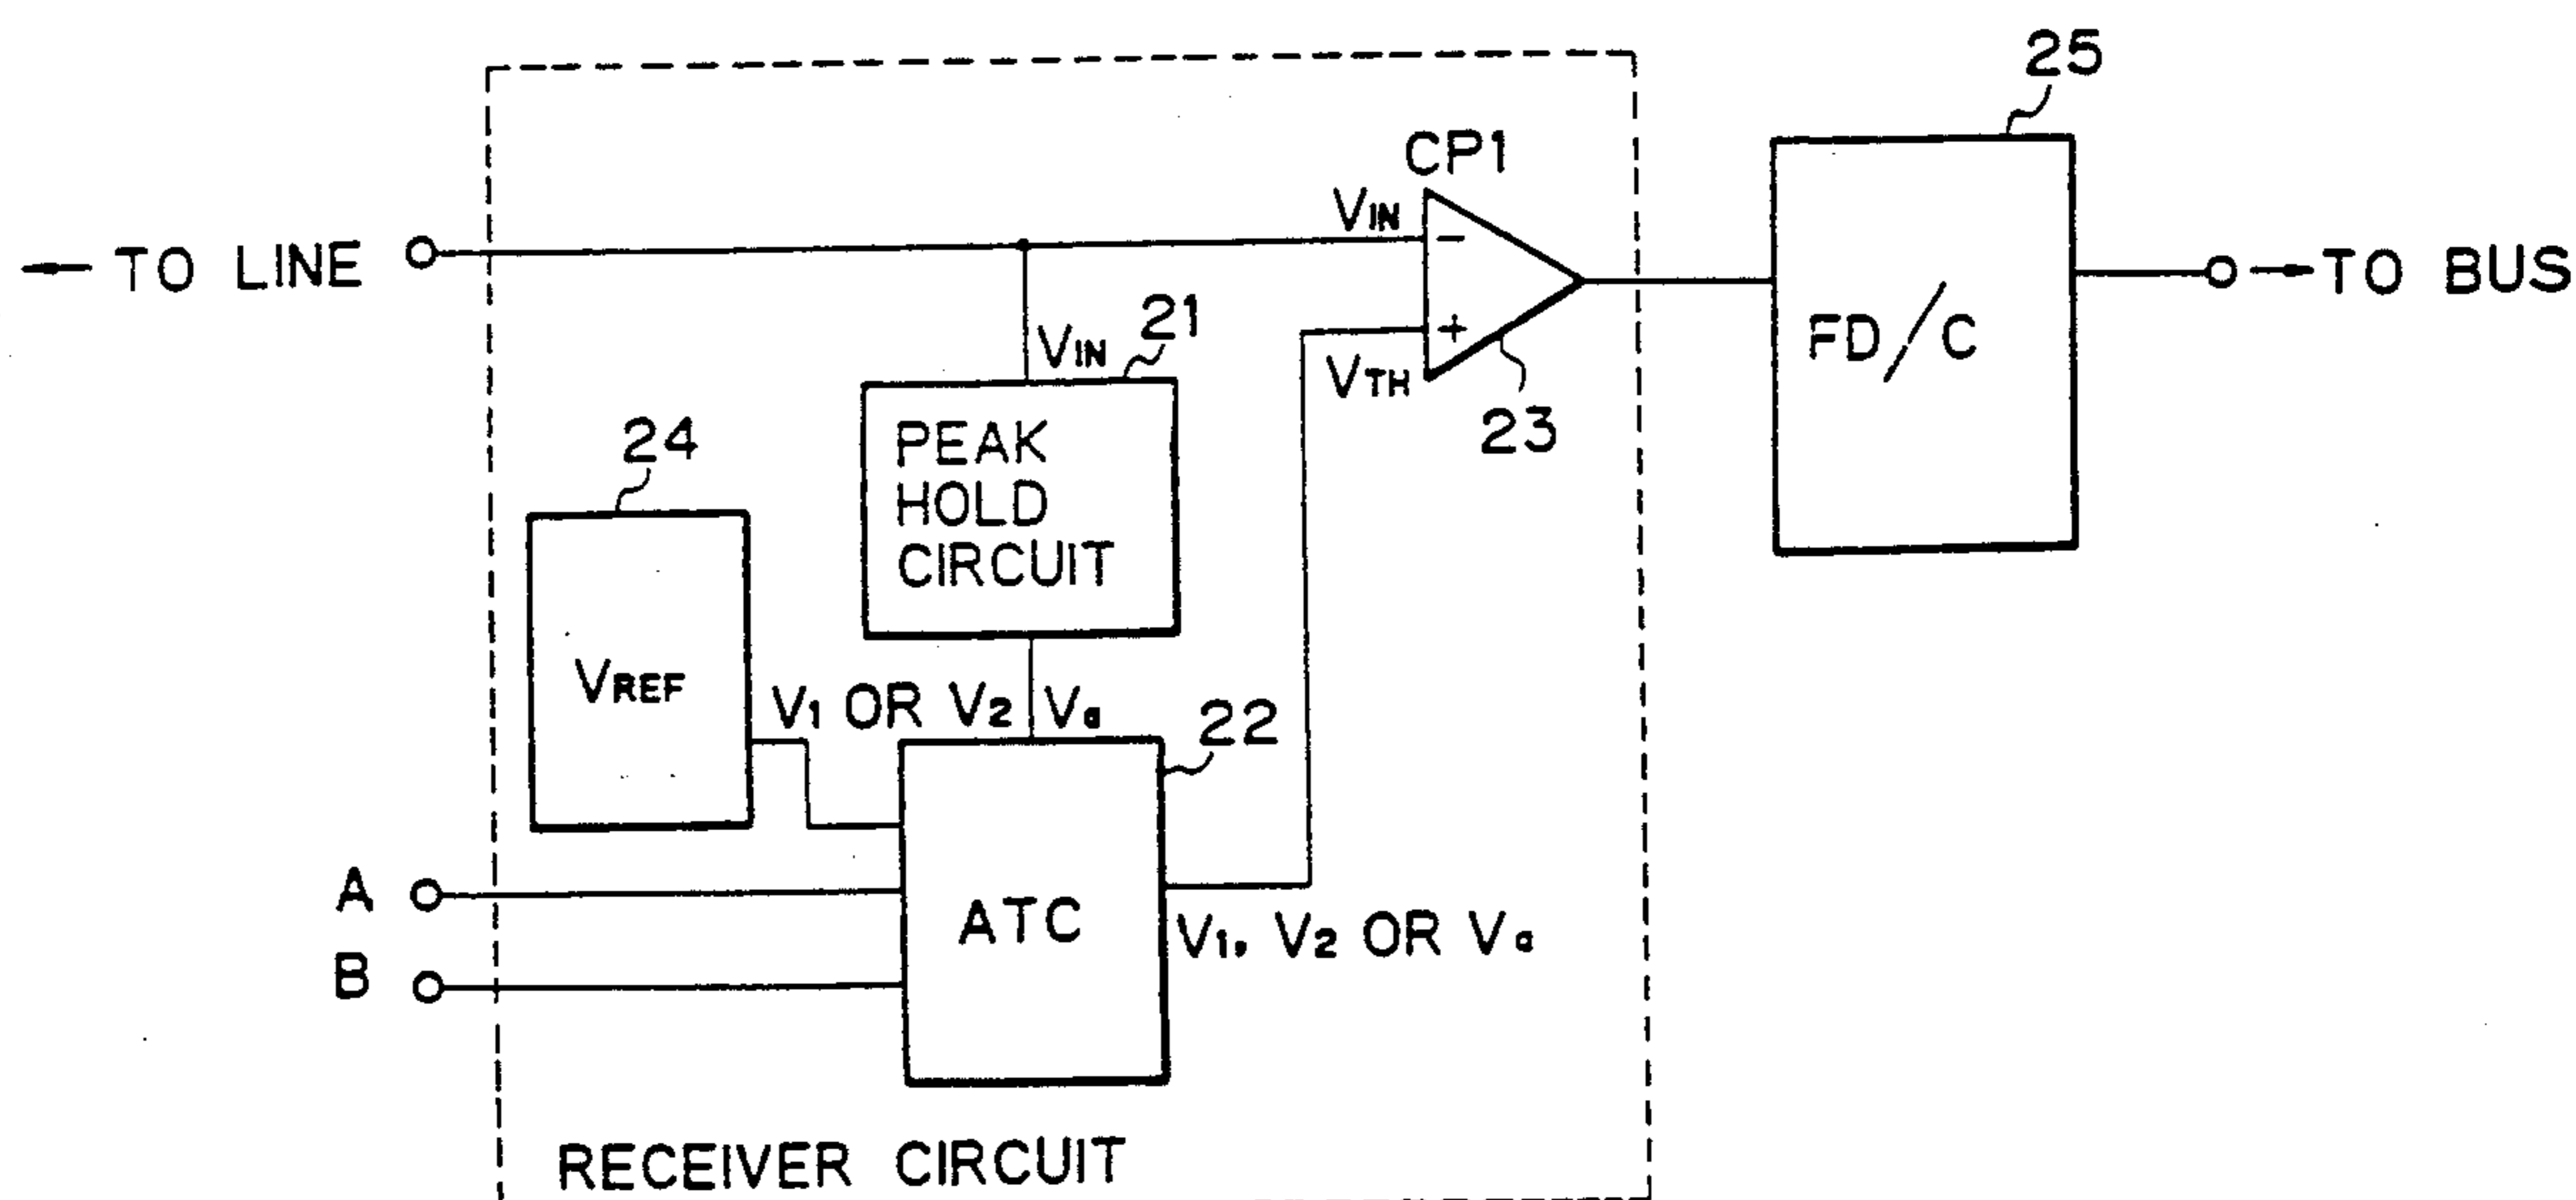 25
CP1
VIN
−
← TO LINE
→ TO BUS
VIN
21
+
VTH
FD/C
23
24
PEAK
HOLD
CIRCUIT
VREF
V1 OR V2
Va
22
A
ATC
V1, V2 OR Va
B
RECEIVER CIRCUIT